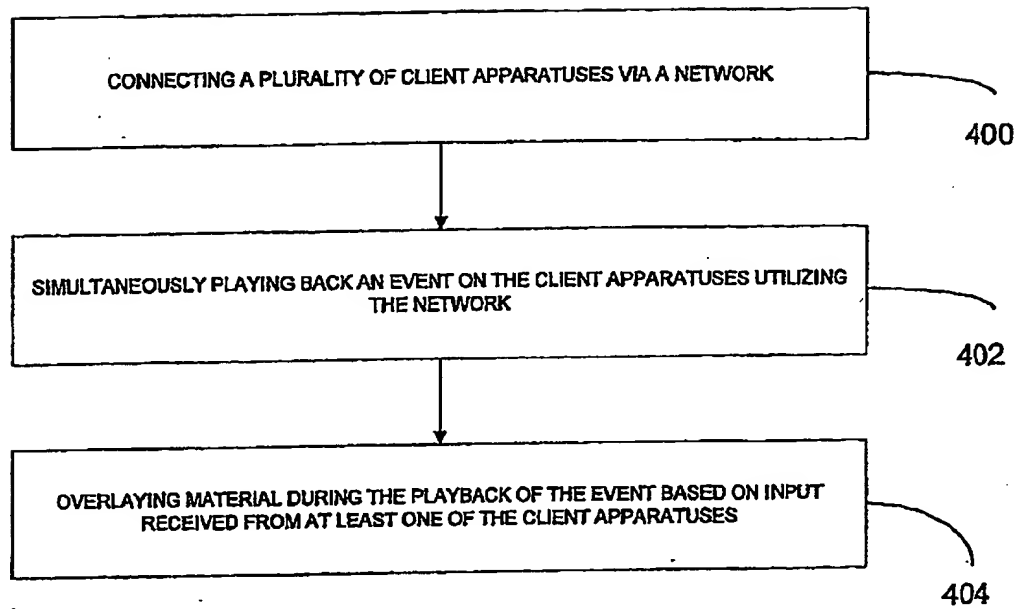 CONNECTING A PLURALITY OF CLIENT APPARATUSES VIA A NETWORK
400
SIMULTANEOUSLY PLAYING BACK AN EVENT ON THE CLIENT APPARATUSES UTILIZING
THE NETWORK
402
OVERLAYING MATERIAL DURING THE PLAYBACK OF THE EVENT BASED ON INPUT
RECEIVED FROM AT LEAST ONE OF THE CLIENT APPARATUSES
404